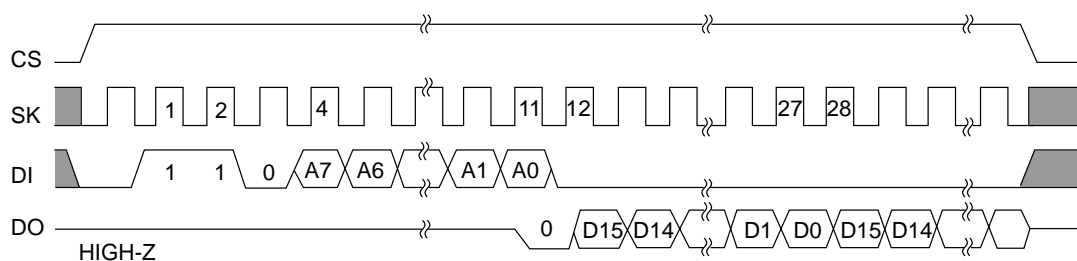 CS
SK 1 2 4 11 12 27 28
DI 1 1 0 A7 A6 A1 A0
DO 0 D15 D14 D1 D0 D15 D14
HIGH-Z